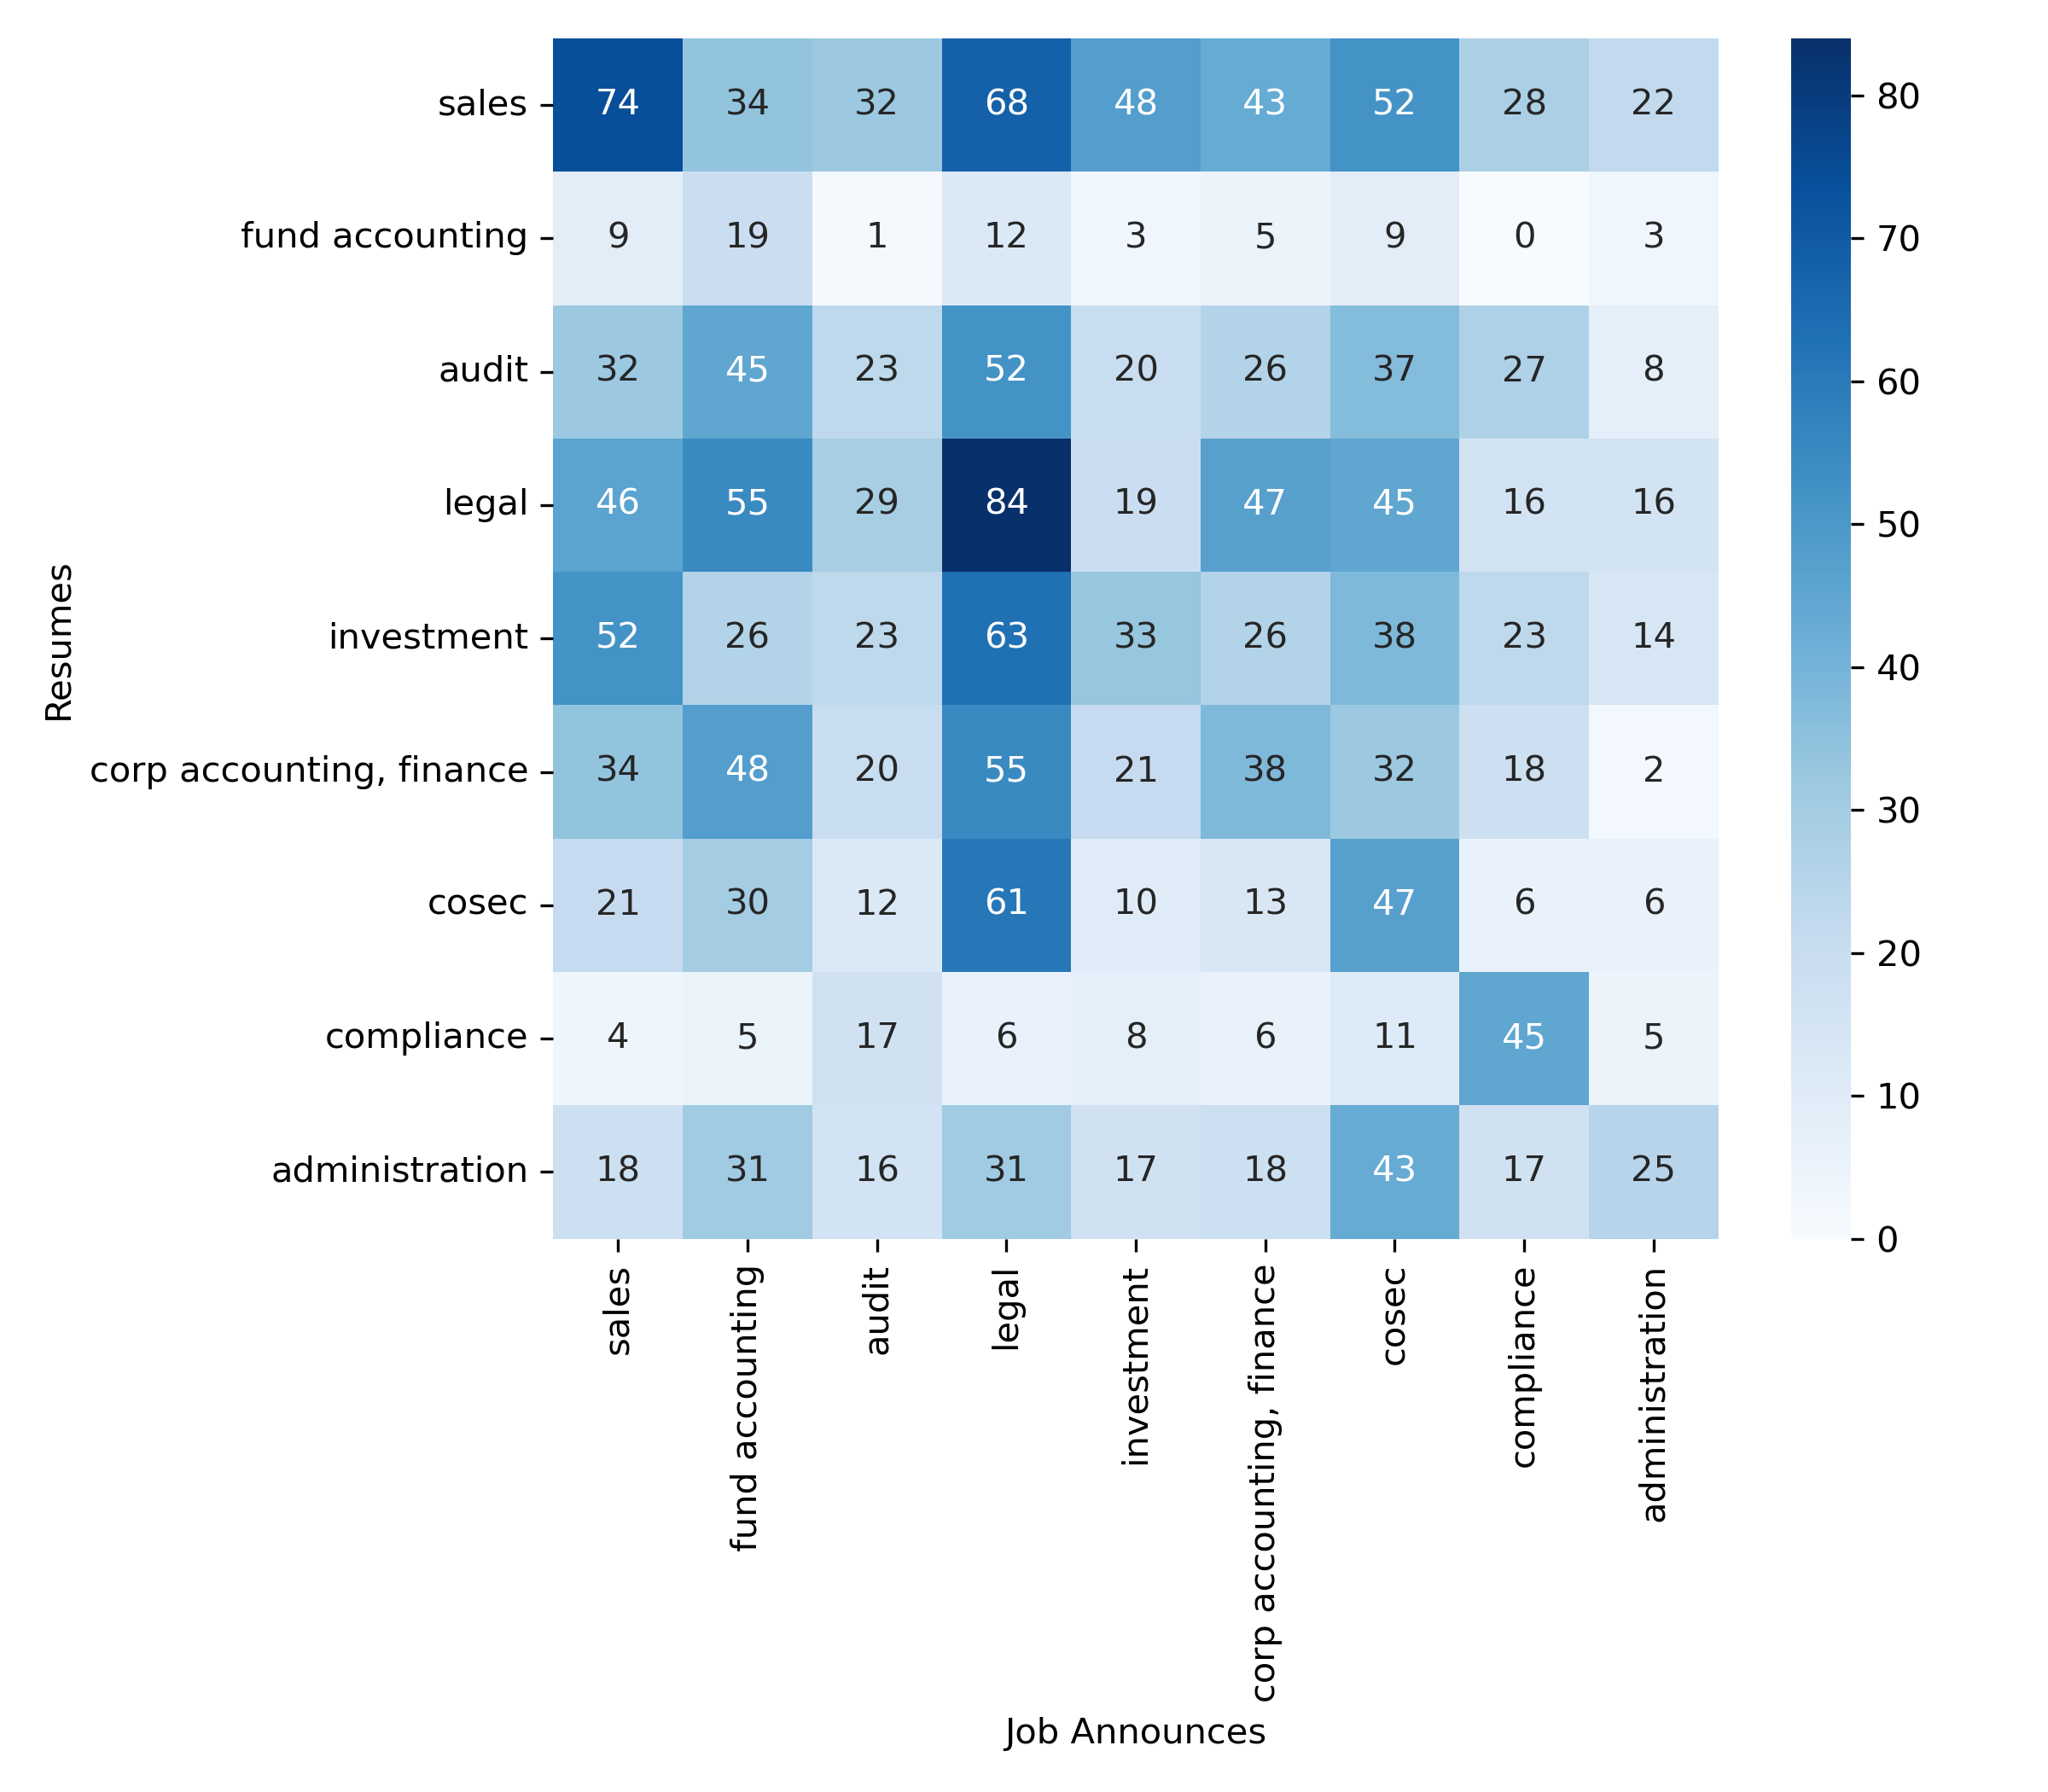 sales 74 34 32 68 48 43 52 28 22
fund accounting 9 19 1 12 3 5 9 0 3
audit 32 45 23 52 20 26 37 27 8
legal 46 55 29 84 19 47 45 16 16
investment 52 26 23 63 33 26 38 23 14
corp accounting, finance 34 48 20 55 21 38 32 18 2
cosec 21 30 12 61 10 13 47 6 6
compliance 4 5 17 6 8 6 11 45 5
administration 18 31 16 31 17 18 43 17 25
Resumes
sales
fund accounting
audit
legal
investment
corp accounting, finance
cosec
compliance
administration
Job Announces
80
70
60
50
40
30
20
10
0